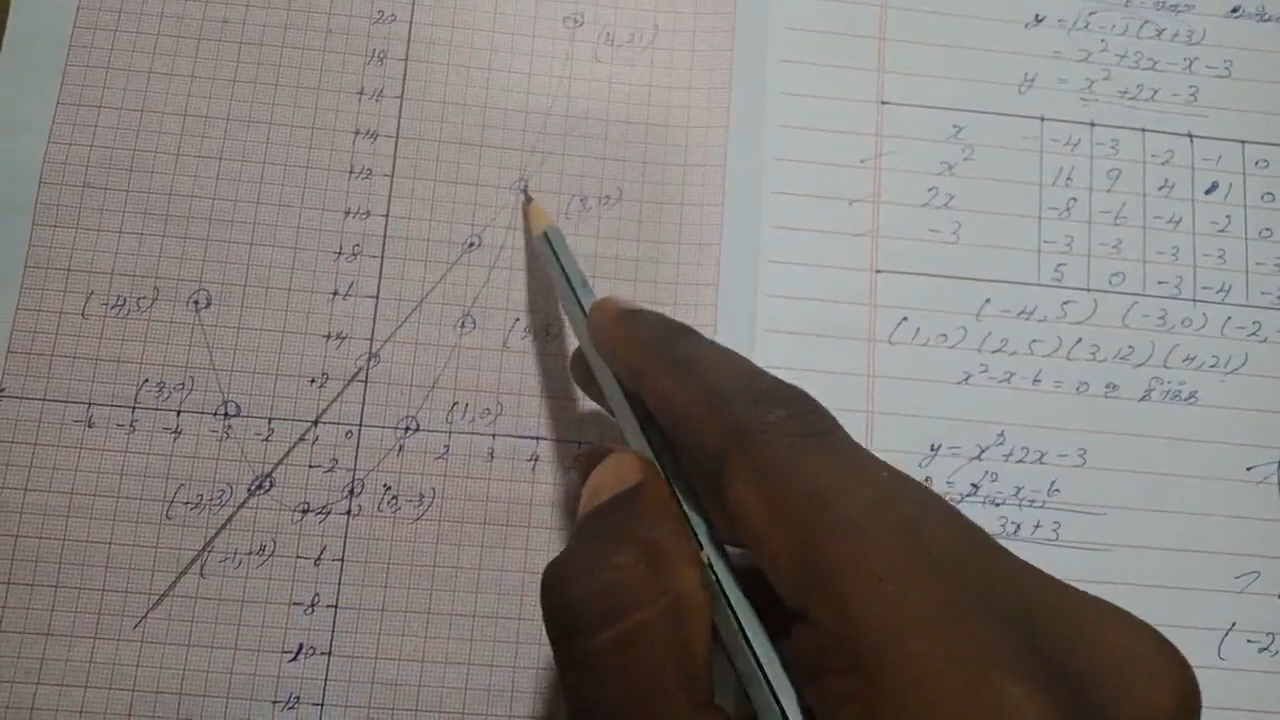 20
(4,21)
18
+16
+14
+12
+10
(3,12)
+8
+6
(-4,5)
+4
+2
(-3,0)
(1,0)
-6 -5 -4 -3 -2 -1 0 1 2 3 4
-2
(-2,-3)
(0,-3)
(-1,-4)
-6
-8
-10
-12
y = (x-1)(x+3)
= x²+3x-x-3
y = x²+2x-3
x -4 -3 -2 -1 0
x² 16 9 4 1 0
2x -8 -6 -4 -2 0
-3 -3 -3 -3 -3
5 0 -3 -4
(-4,5) (-3,0) (-2,
(1,0) (2,5) (3,12) (4,21)
x²-x-6=0
y = x²+2x-3
x²-x-6
3x+3
(-2,